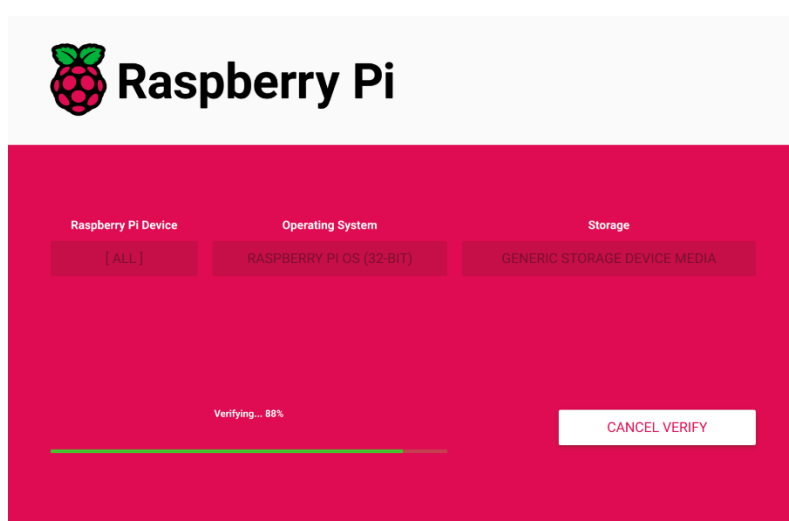 Raspberry Pi
Raspberry Pi Device
Operating System
Storage
[ ALL ]
RASPBERRY PI OS (32-BIT)
GENERIC STORAGE DEVICE MEDIA
Verifying... 88%
CANCEL VERIFY